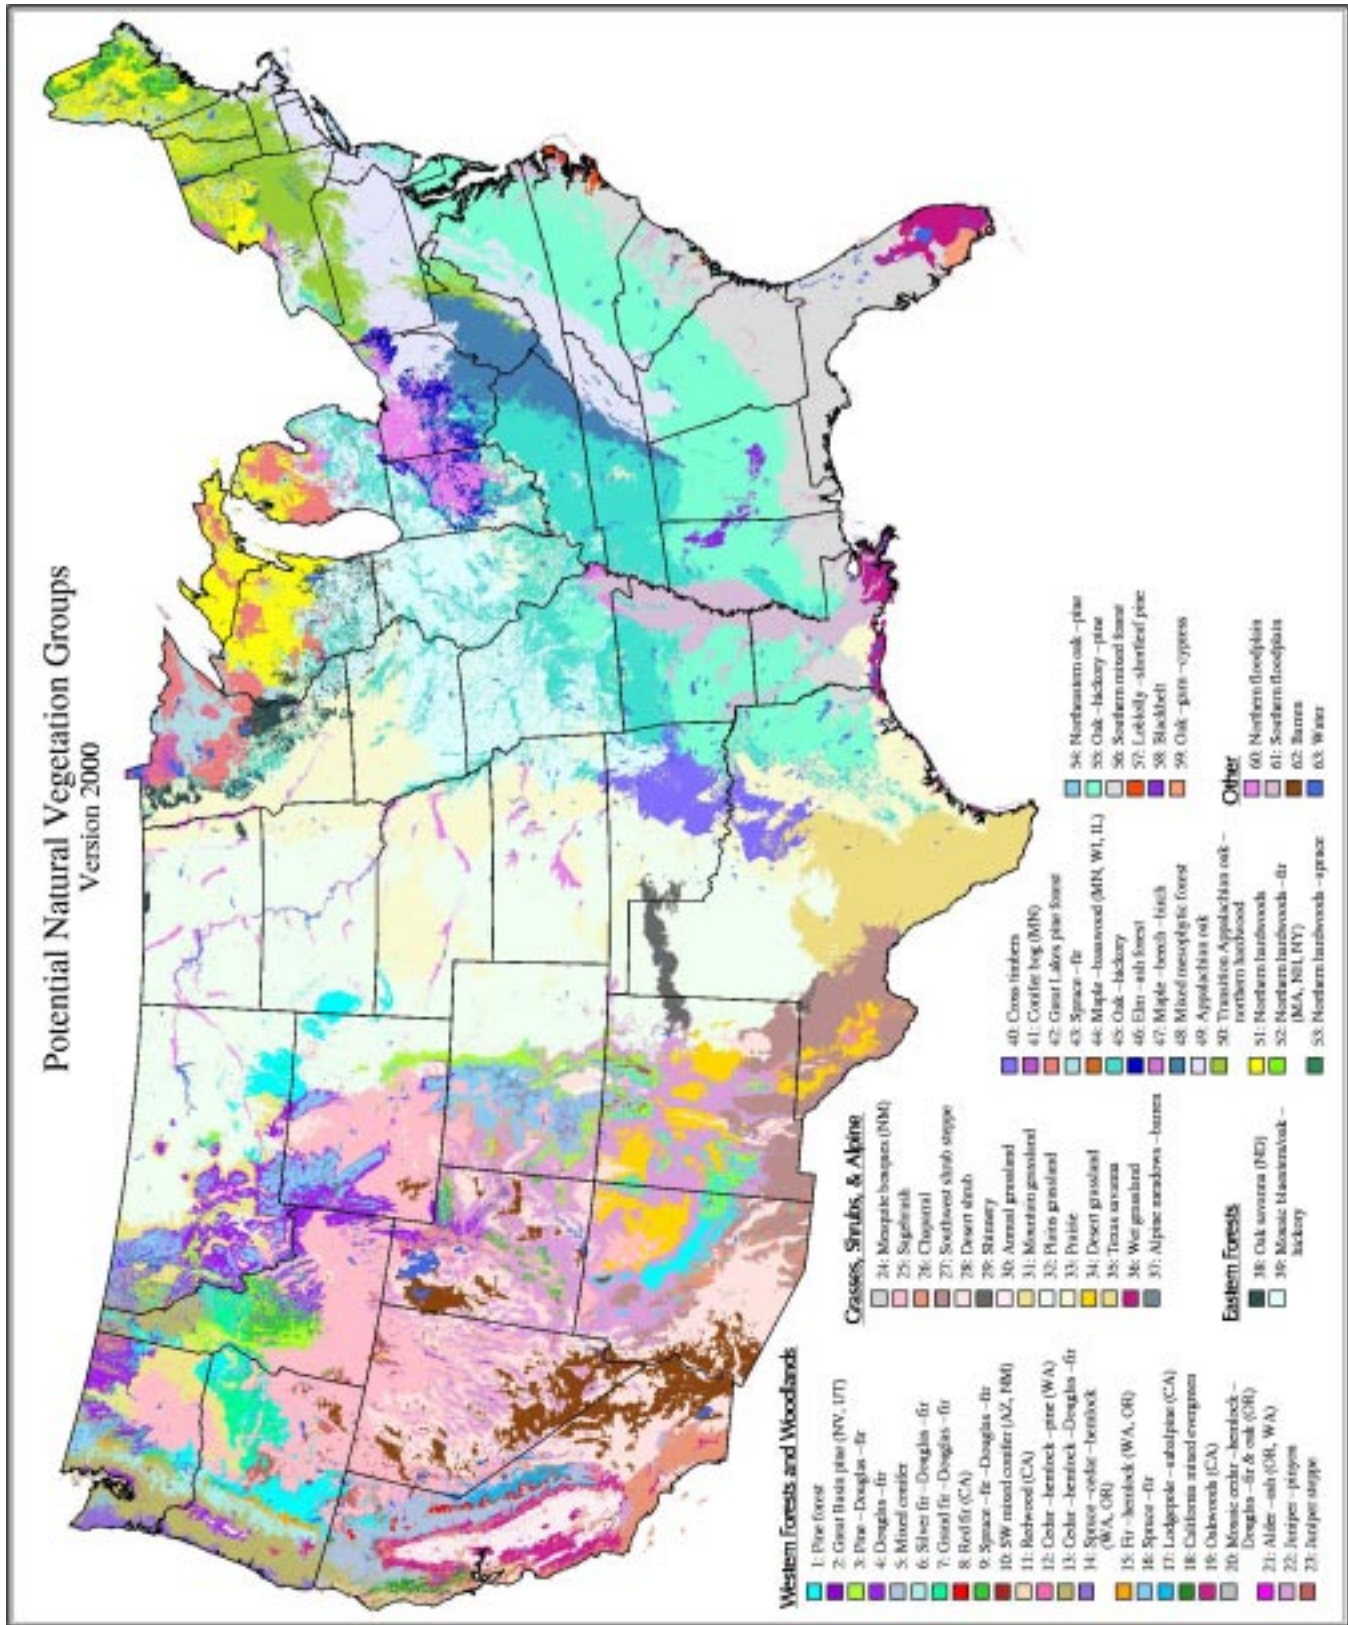 Potential Natural Vegetation Groups
Version 2000
Western Forests and Woodlands
1: Pine forest
2: Great Basin pine (NV, UT)
3: Pine – Douglas – fir
4: Douglas – fir
5: Mixed conifer
6: Silver fir – Douglas – fir
7: Grand fir – Douglas – fir
8: Red fir (CA)
9: Spruce – fir – Douglas – fir
10: SW mixed conifer (AZ, NM)
11: Redwood (CA)
12: Cedar – hemlock – pine (WA)
13: Cedar – hemlock – Douglas – fir
14: Spruce – cedar – hemlock
(WA, OR)
15: Fir – hemlock (WA, OR)
16: Spruce – fir
17: Lodgepole – subalpine (CA)
18: California mixed evergreen
19: Oakwoods (CA)
20: Mosaic cedar – hemlock –
Douglas – fir & oak (OR)
21: Alder – ash (OR, WA)
22: Juniper – pinyon
23: Juniper steppe
Grasses, Shrubs, & Alpine
24: Mesquite bosques (NM)
25: Sagebrush
26: Chaparral
27: Southwest shrub steppe
28: Desert shrub
29: Shinnery
30: Annual grassland
31: Mountain grassland
32: Plains grassland
33: Prairie
34: Desert grassland
35: Texas savanna
36: Wet grassland
37: Alpine meadows – barren
Eastern Forests
38: Oak savanna (ND)
39: Mosaic bluestem/oak –
hickory
40: Cross timbers
41: Conifer bog (MN)
42: Great Lakes pine forest
43: Spruce – fir
44: Maple – basswood (MN, WI, IL)
45: Oak – hickory
46: Elm – ash forest
47: Maple – beech – birch
48: Mixed mesophytic forest
49: Appalachian oak
50: Transition Appalachian oak –
northern hardwood
51: Northern hardwoods
52: Northern hardwoods – fir
(MA, NH, NY)
53: Northern hardwoods – spruce
54: Northeastern oak – pine
55: Oak – hickory – pine
56: Southern mixed forest
57: Loblolly – shortleaf pine
58: Blackbelt
59: Oak – gum – cypress
Other
60: Northern floodplain
61: Southern floodplain
62: Barren
63: Water